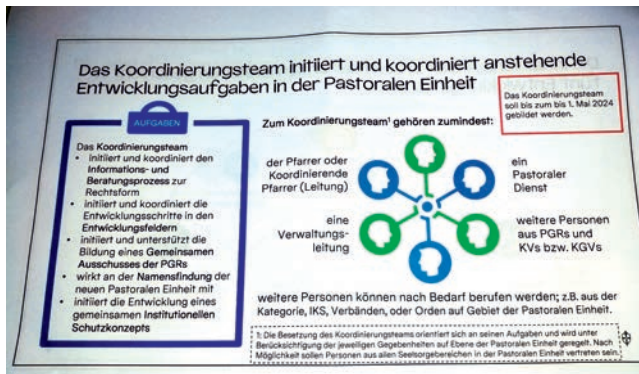 Das Koordinierungsteam initiiert und koordiniert anstehende
Entwicklungsaufgaben in der Pastoralen Einheit
Das Koordinierungsteam
soll bis zum bis 1. Mai 2024
gebildet werden.
AUFGABEN
Das Koordinierungsteam
• initiiert und koordiniert den
Informations- und
Beratungsprozess zur
Rechtsform
• initiiert und koordiniert die
Entwicklungsschritte in den
Entwicklungsfeldern
• initiiert und unterstützt die
Bildung eines Gemeinsamen
Ausschusses der PGRs
• wirkt an der Namensfindung der
neuen Pastoralen Einheit mit
• initiiert die Entwicklung eines
gemeinsamen Institutionellen
Schutzkonzepts
Zum Koordinierungsteam¹ gehören zumindest:
der Pfarrer oder
Koordinierende
Pfarrer (Leitung)
ein
Pastoraler
Dienst
eine
Verwaltungs-
leitung
weitere Personen
aus PGRs und
KVs bzw. KGVs
weitere Personen können nach Bedarf berufen werden; z.B. aus der
Kategorie, IKS, Verbänden, oder Orden auf Gebiet der Pastoralen Einheit.
1: Die Besetzung des Koordinierungsteams orientiert sich an seinen Aufgaben und wird unter
Berücksichtigung der jeweiligen Gegebenheiten auf Ebene der Pastoralen Einheit geregelt. Nach
Möglichkeit sollen Personen aus allen Seelsorgebereichen in der Pastoralen Einheit vertreten sein.